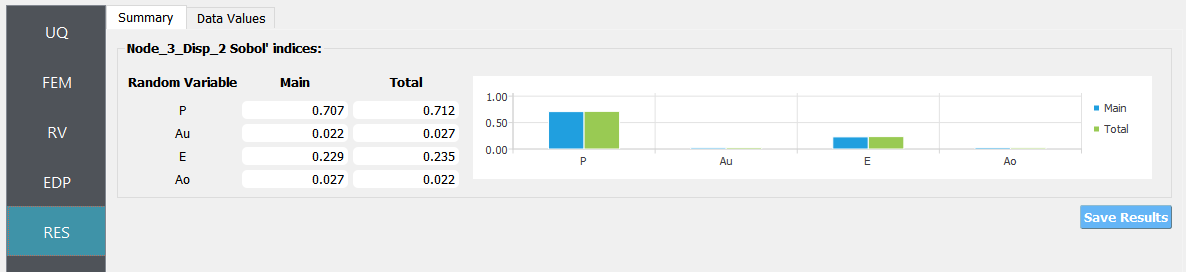 UQ
FEM
RV
EDP
RES
Summary Data Values
Node_3_Disp_2 Sobol' indices:
Random Variable Main Total
P 0.707 0.712
Au 0.022 0.027
E 0.229 0.235
Ao 0.027 0.022
1.00
0.50
0.00
P Au E Ao
Main
Total
Save Results